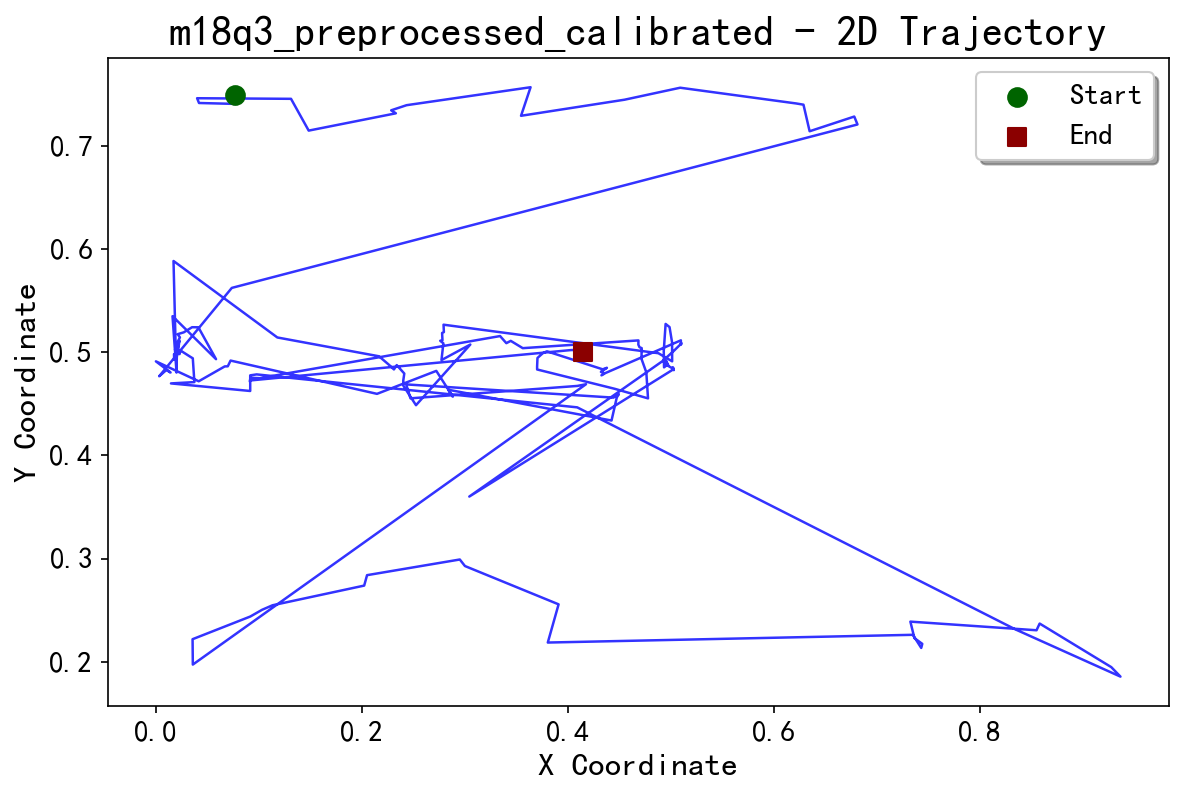 m18q3_preprocessed_calibrated - 2D Trajectory
Start
End
Y Coordinate
0.7
0.6
0.5
0.4
0.3
0.2
0.0 0.2 0.4 0.6 0.8
X Coordinate